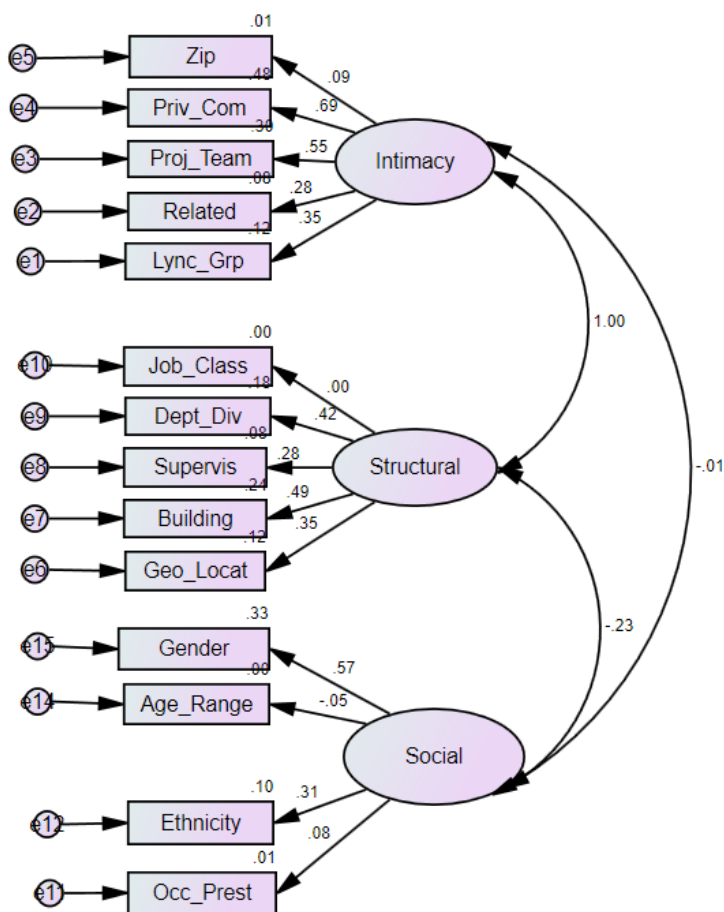 .01
e5 Zip .09
.48
e4 Priv_Com .69
.30
e3 Proj_Team .55 Intimacy
.08
e2 Related .28
.12
e1 Lync_Grp .35
1.00
.00
e10 Job_Class .00
.18
e9 Dept_Div .42
.08
e8 Supervis .28 Structural
-.01
.24
e7 Building .49
.12
e6 Geo_Locat .35
.33
-.23
e15 Gender .57
.00
e14 Age_Range -.05
Social
.10
e12 Ethnicity .31
.08
.01
e11 Occ_Prest